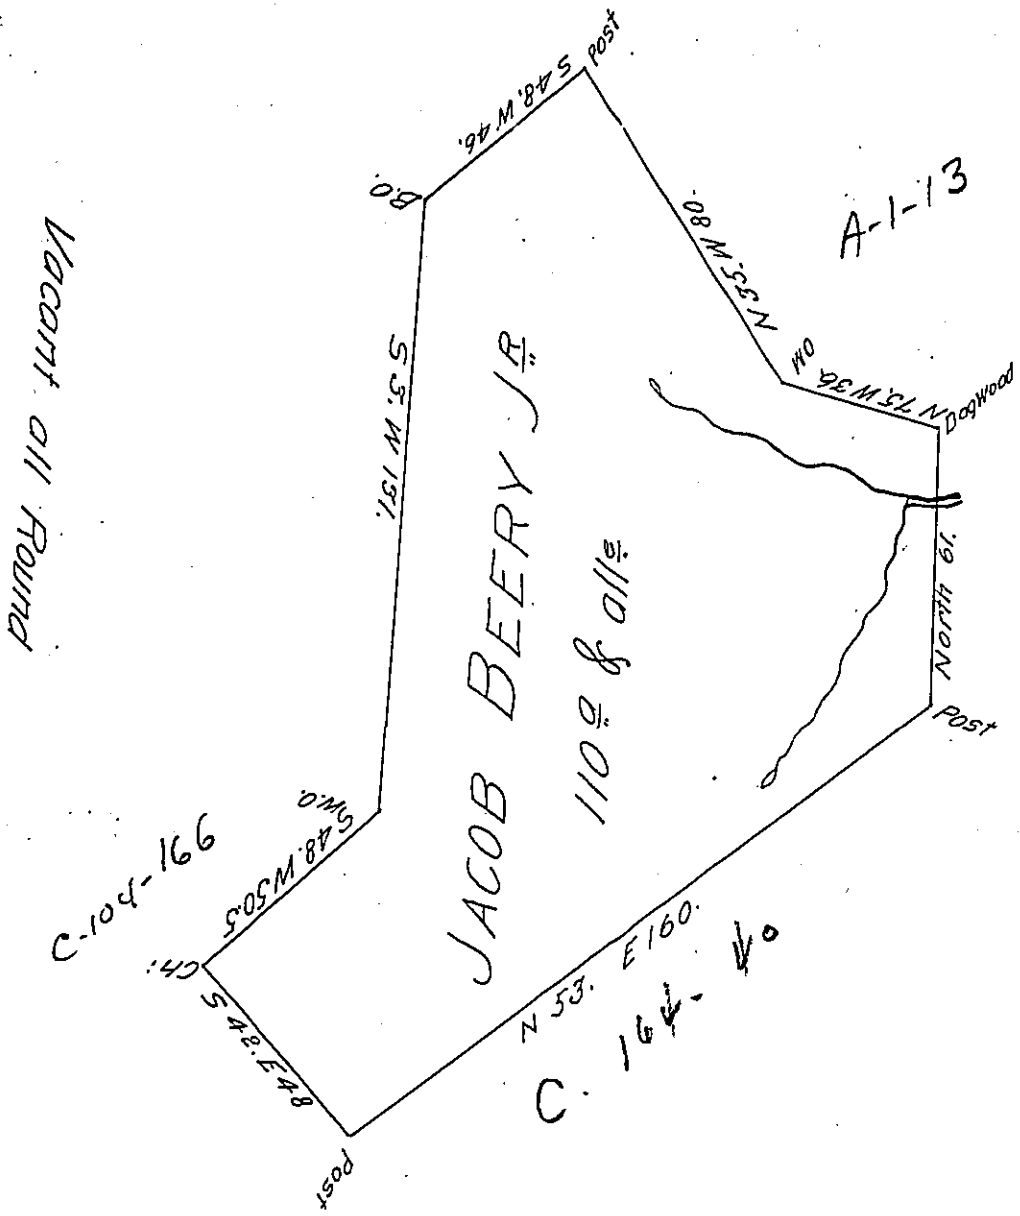 JACOB BEERY JR
110 a & alls
Vacant all Round
Post
S 48. W 46.
B.O.
S 5. W 151.
W.O.
S 48. W 50.5
Ch:
S 42. E 48
Post
N 53. E 160.
Post
North 61.
Dogwood
N 75. W 36
N 55. W 80.
A-1-13
C-104-166